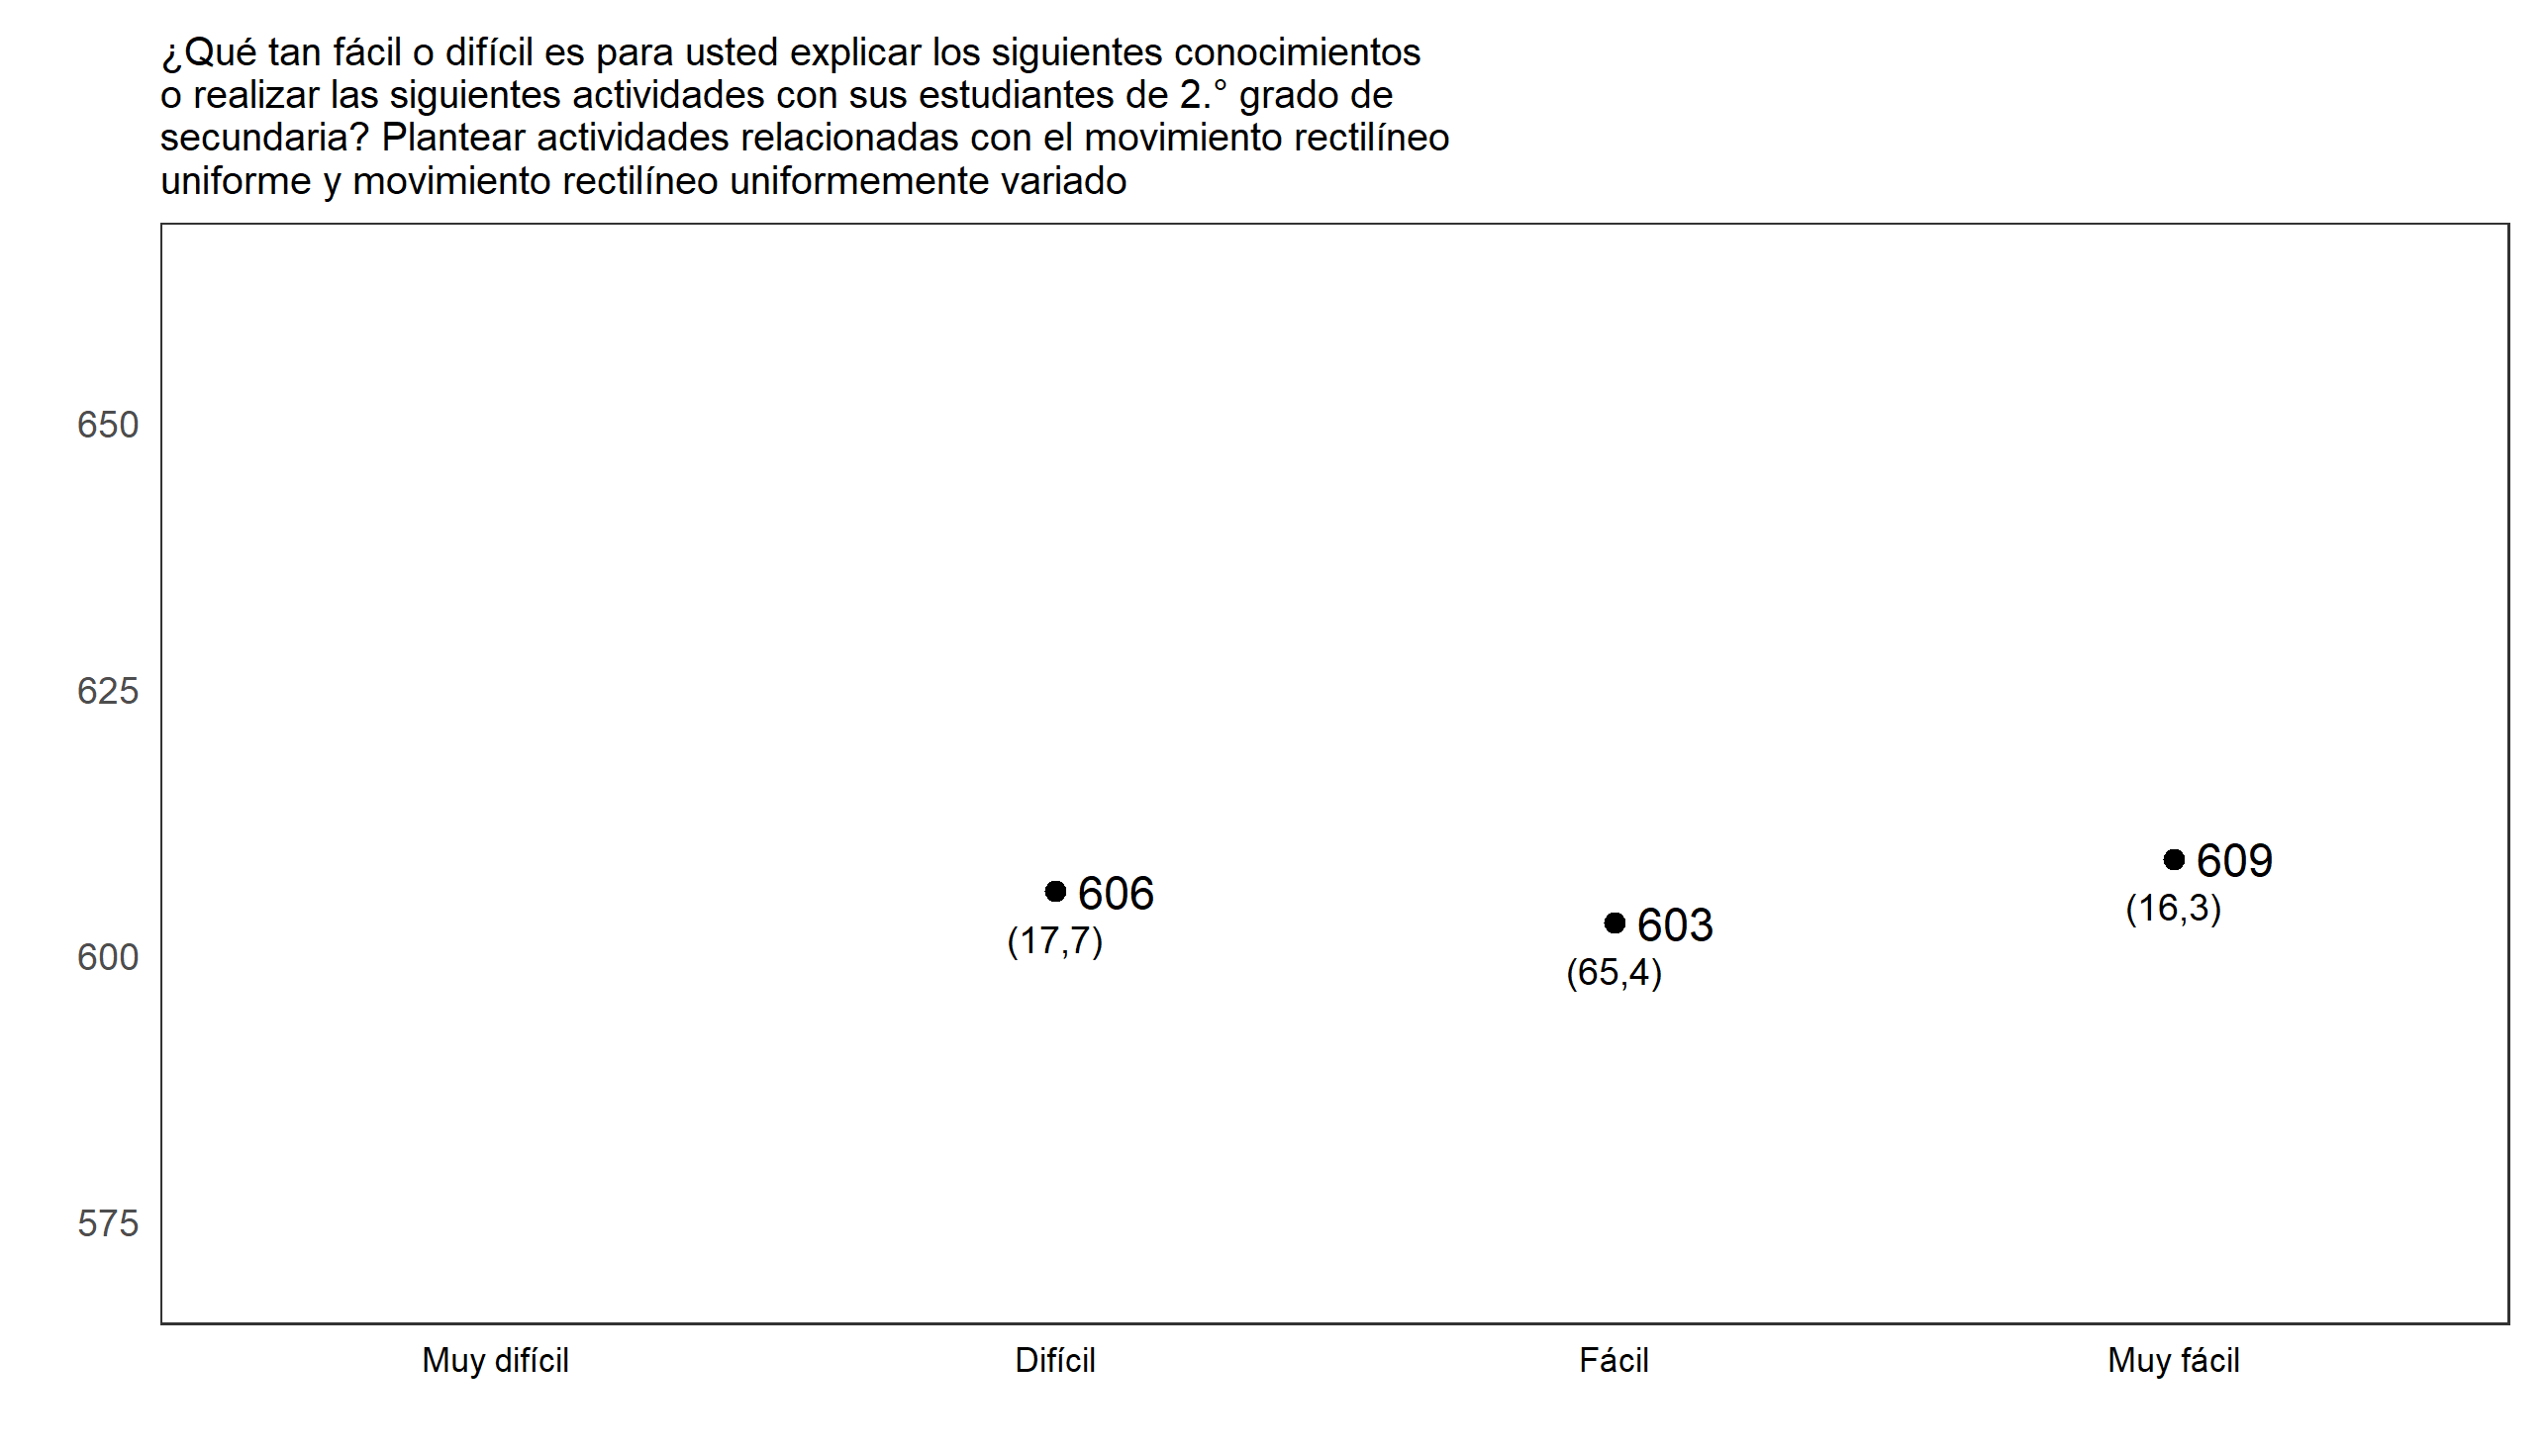 ¿Qué tan fácil o difícil es para usted explicar los siguientes conocimientos
o realizar las siguientes actividades con sus estudiantes de 2.° grado de
secundaria? Plantear actividades relacionadas con el movimiento rectilíneo
uniforme y movimiento rectilíneo uniformemente variado
650
625
600
575
606
(17,7)
603
(65,4)
609
(16,3)
Muy difícil
Difícil
Fácil
Muy fácil